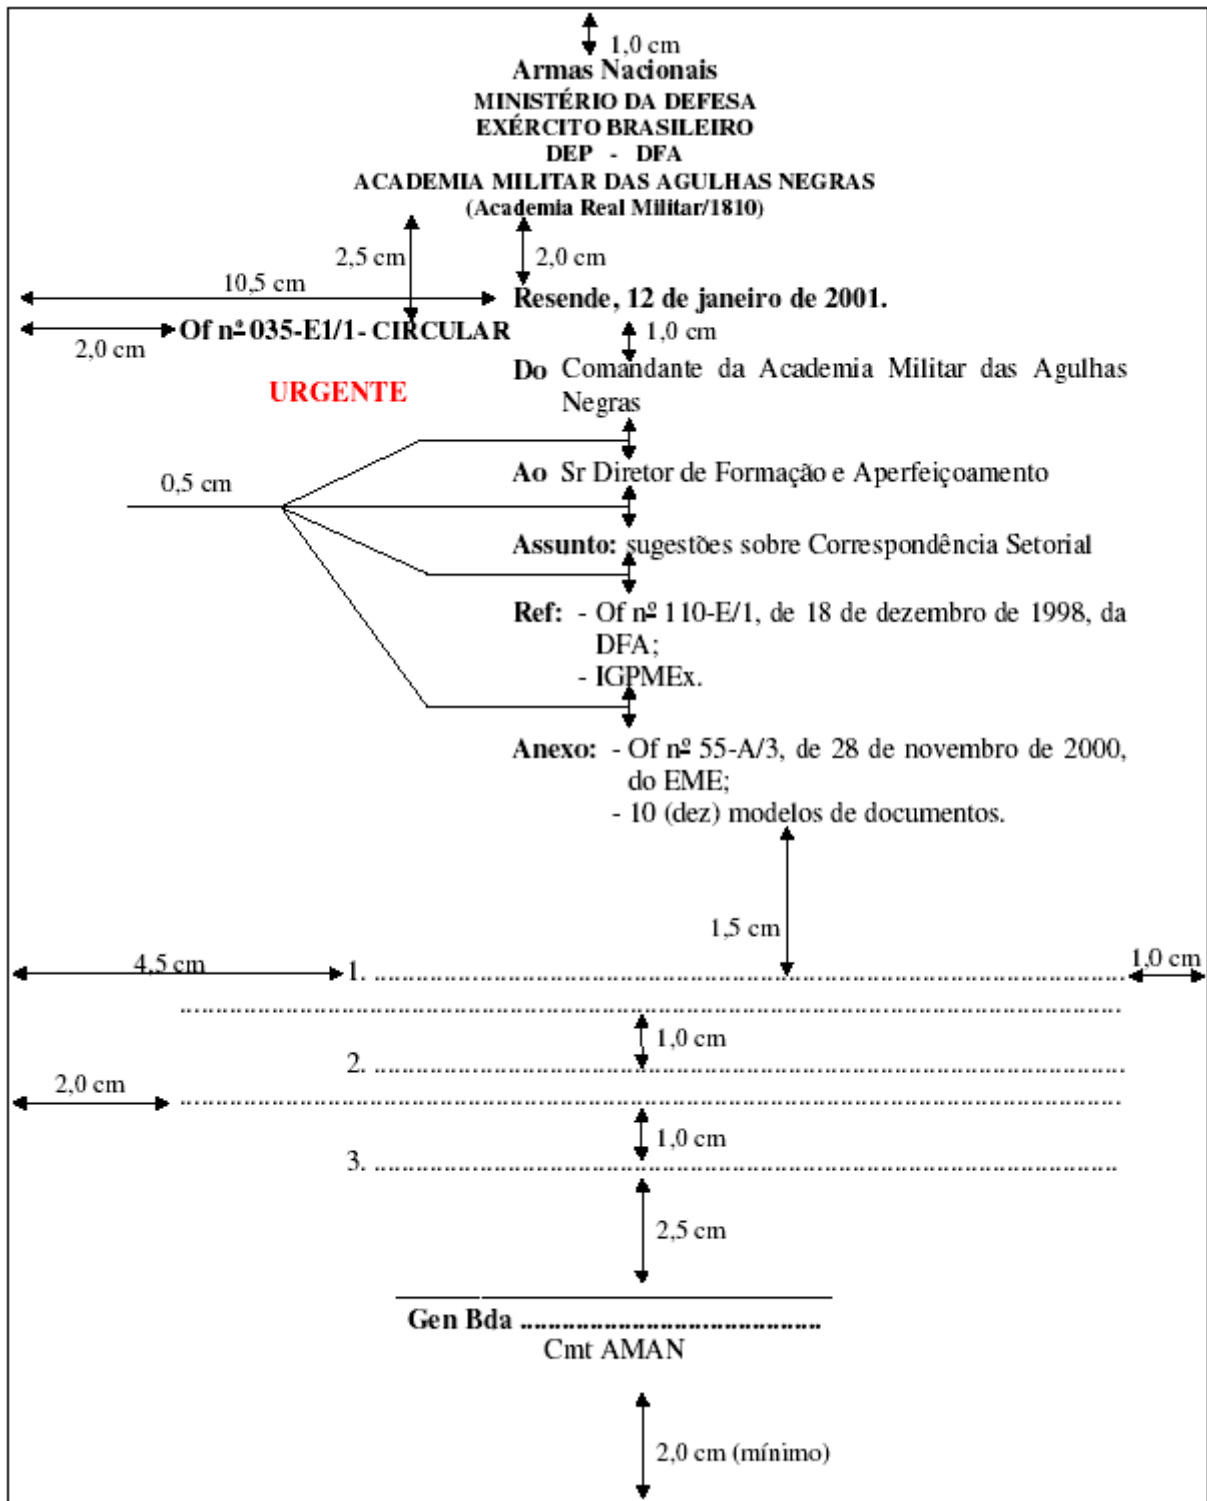 1,0 cm
Armas Nacionais
MINISTÉRIO DA DEFESA
EXÉRCITO BRASILEIRO
DEP - DFA
ACADEMIA MILITAR DAS AGULHAS NEGRAS
(Academia Real Militar/1810)
2,5 cm
2,0 cm
10,5 cm
Resende, 12 de janeiro de 2001.
Of nº 035-E1/1- CIRCULAR
1,0 cm
2,0 cm
Do Comandante da Academia Militar das Agulhas
Negras
URGENTE
Ao Sr Diretor de Formação e Aperfeiçoamento
0,5 cm
Assunto: sugestões sobre Correspondência Setorial
Ref: - Of nº 110-E/1, de 18 de dezembro de 1998, da
DFA;
- IGPMEx.
Anexo: - Of nº 55-A/3, de 28 de novembro de 2000,
do EME;
- 10 (dez) modelos de documentos.
1,5 cm
4,5 cm
1. ........................................................................
1,0 cm
........................................................................
1,0 cm
2. ........................................................................
2,0 cm
........................................................................
1,0 cm
3. ........................................................................
2,5 cm
Gen Bda ...........................................
Cmt AMAN
2,0 cm (mínimo)